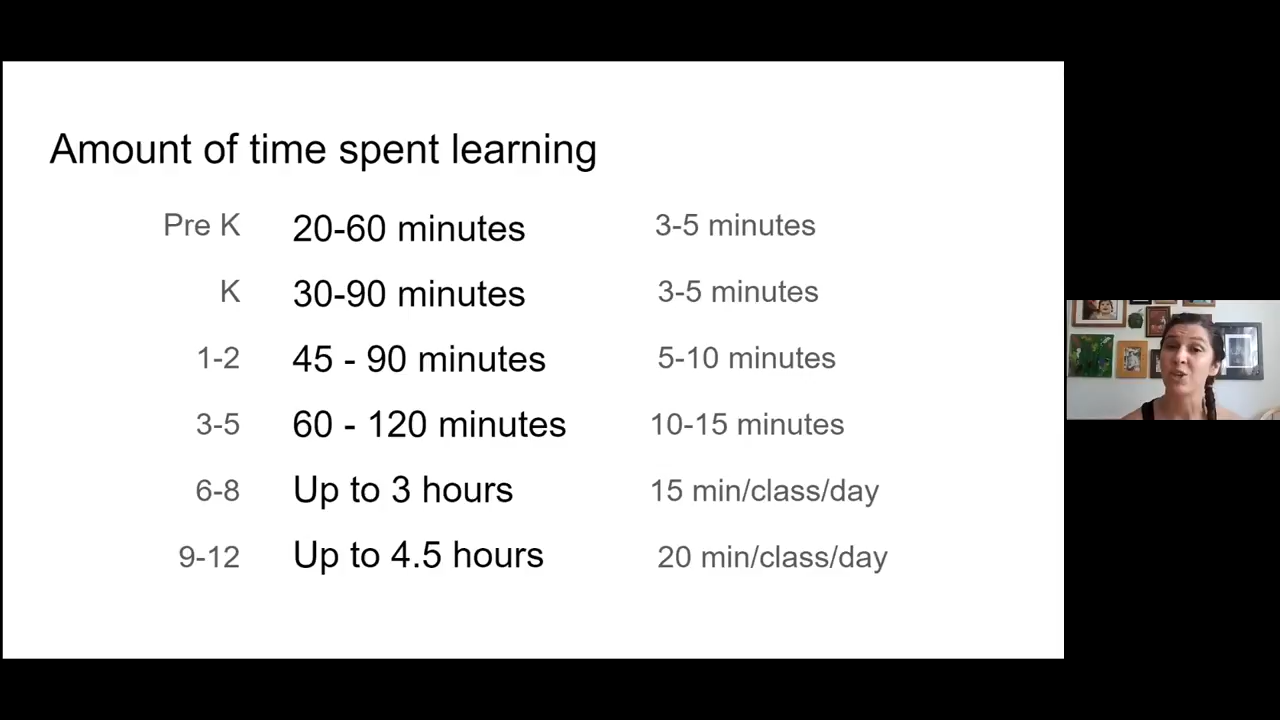 Amount of time spent learning
Pre K 20-60 minutes 3-5 minutes
K 30-90 minutes 3-5 minutes
1-2 45 - 90 minutes 5-10 minutes
3-5 60 - 120 minutes 10-15 minutes
6-8 Up to 3 hours 15 min/class/day
9-12 Up to 4.5 hours 20 min/class/day